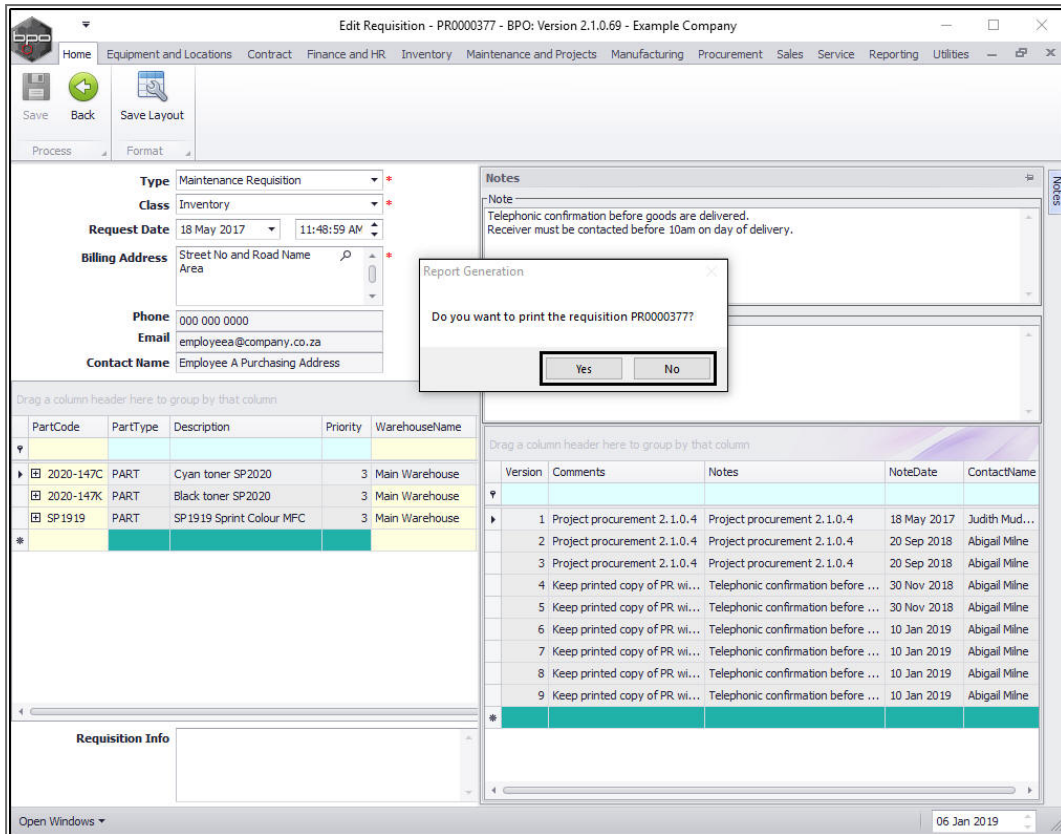 Edit Requisition - PR0000377 - BPO: Version 2.1.0.69 - Example Company
bpo
Home Equipment and Locations Contract Finance and HR Inventory Maintenance and Projects Manufacturing Procurement Sales Service Reporting Utilities
Save Back Save Layout
Process Format
Type Maintenance Requisition *
Class Inventory *
Request Date 18 May 2017 11:48:59 AM
Billing Address Street No and Road Name *
Area
Phone 000 000 0000
Email employeea@company.co.za
Contact Name Employee A Purchasing Address
Drag a column header here to group by that column
PartCode PartType Description Priority WarehouseName
2020-147C PART Cyan toner SP2020 3 Main Warehouse
2020-147K PART Black toner SP2020 3 Main Warehouse
SP1919 PART SP1919 Sprint Colour MFC 3 Main Warehouse
Requisition Info
Notes
Notes
Note
Telephonic confirmation before goods are delivered.
Receiver must be contacted before 10am on day of delivery.
Report Generation
Do you want to print the requisition PR0000377?
Yes No
Drag a column header here to group by that column
Version Comments Notes NoteDate ContactName
1 Project procurement 2.1.0.4 Project procurement 2.1.0.4 18 May 2017 Judith Mud...
2 Project procurement 2.1.0.4 Project procurement 2.1.0.4 20 Sep 2018 Abigail Milne
3 Project procurement 2.1.0.4 Project procurement 2.1.0.4 20 Sep 2018 Abigail Milne
4 Keep printed copy of PR wi... Telephonic confirmation before ... 30 Nov 2018 Abigail Milne
5 Keep printed copy of PR wi... Telephonic confirmation before ... 30 Nov 2018 Abigail Milne
6 Keep printed copy of PR wi... Telephonic confirmation before ... 10 Jan 2019 Abigail Milne
7 Keep printed copy of PR wi... Telephonic confirmation before ... 10 Jan 2019 Abigail Milne
8 Keep printed copy of PR wi... Telephonic confirmation before ... 10 Jan 2019 Abigail Milne
9 Keep printed copy of PR wi... Telephonic confirmation before ... 10 Jan 2019 Abigail Milne
Open Windows 06 Jan 2019